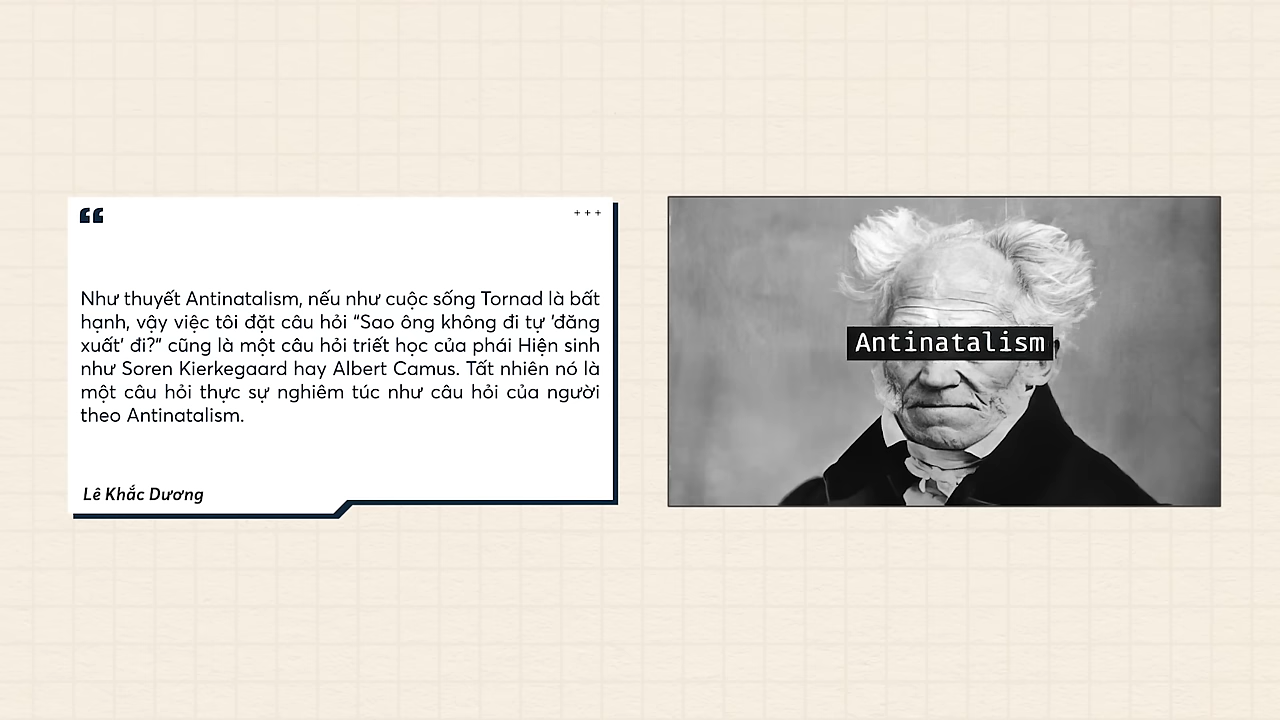 “
+ + +
Như thuyết Antinatalism, nếu như cuộc sống Tornad là bất
hạnh, vậy việc tôi đặt câu hỏi “Sao ông không đi tự ’đăng
xuất’ đi?” cũng là một câu hỏi triết học của phái Hiện sinh
như Soren Kierkegaard hay Albert Camus. Tất nhiên nó là
một câu hỏi thực sự nghiêm túc như câu hỏi của người
theo Antinatalism.
Lê Khắc Dương
Antinatalism